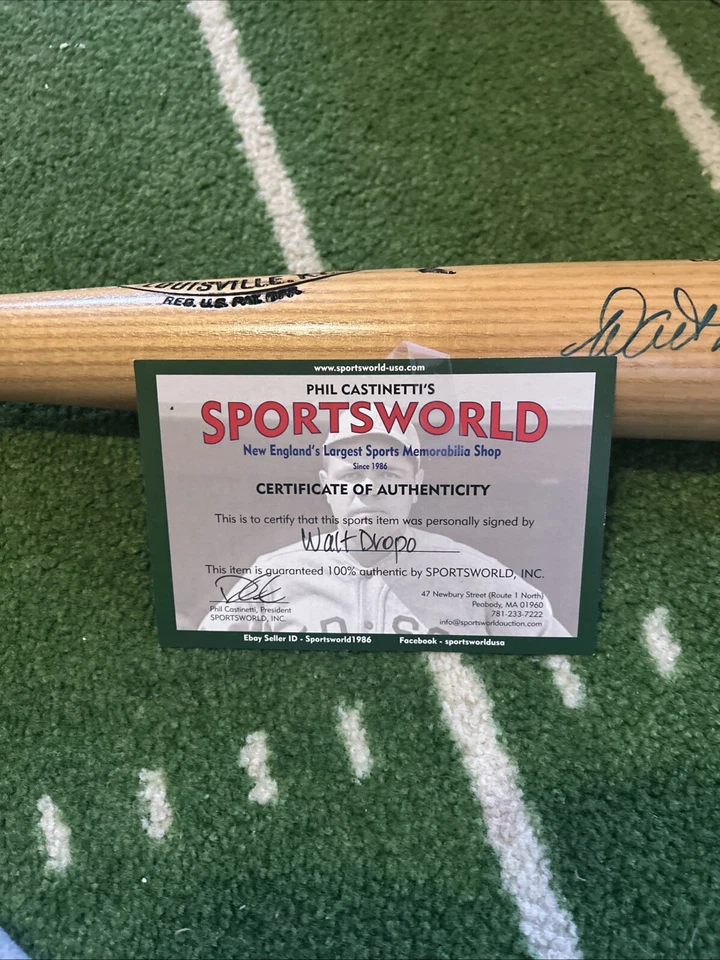 LOUISVILLE, K
REG. U.S. PAT. OFF.
Walt
www.sportsworld-usa.com
PHIL CASTINETTI'S
SPORTSWORLD
New England's Largest Sports Memorabilia Shop
Since 1986
CERTIFICATE OF AUTHENTICITY
This is to certify that this sports item was personally signed by
Walt Dropo
This item is guaranteed 100% authentic by SPORTSWORLD, INC.
Phil Castinetti, President
SPORTSWORLD, INC.
47 Newbury Street (Route 1 North)
Peabody, MA 01960
781-233-7222
info@sportsworldauction.com
Ebay Seller ID - Sportsworld1986 Facebook - sportsworldusa